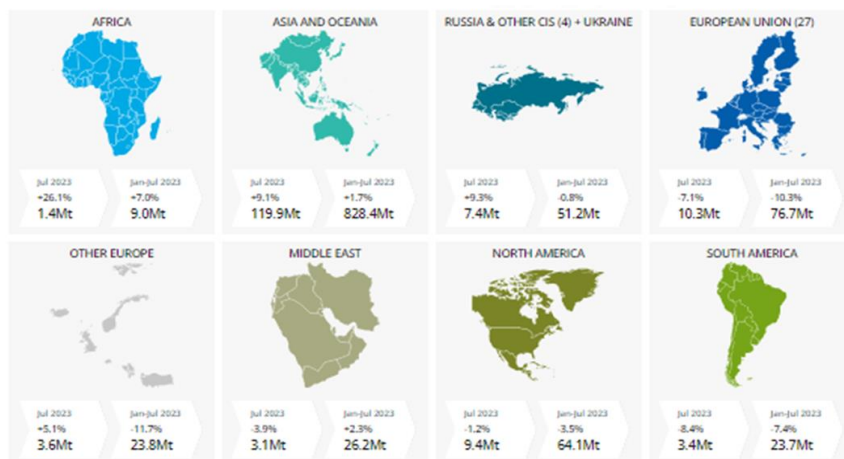 AFRICA
Jul 2023
+26.1%
1.4Mt
Jan-Jul 2023
+7.0%
9.0Mt
ASIA AND OCEANIA
Jul 2023
+9.1%
119.9Mt
Jan-Jul 2023
+1.7%
828.4Mt
RUSSIA & OTHER CIS (4) + UKRAINE
Jul 2023
+9.3%
7.4Mt
Jan-Jul 2023
-0.8%
51.2Mt
EUROPEAN UNION (27)
Jul 2023
-7.1%
10.3Mt
Jan-Jul 2023
-10.3%
76.7Mt
OTHER EUROPE
Jul 2023
+5.1%
3.6Mt
Jan-Jul 2023
-11.7%
23.8Mt
MIDDLE EAST
Jul 2023
-3.9%
3.1Mt
Jan-Jul 2023
+2.3%
26.2Mt
NORTH AMERICA
Jul 2023
-1.2%
9.4Mt
Jan-Jul 2023
-3.5%
64.1Mt
SOUTH AMERICA
Jul 2023
-8.4%
3.4Mt
Jan-Jul 2023
-7.4%
23.7Mt